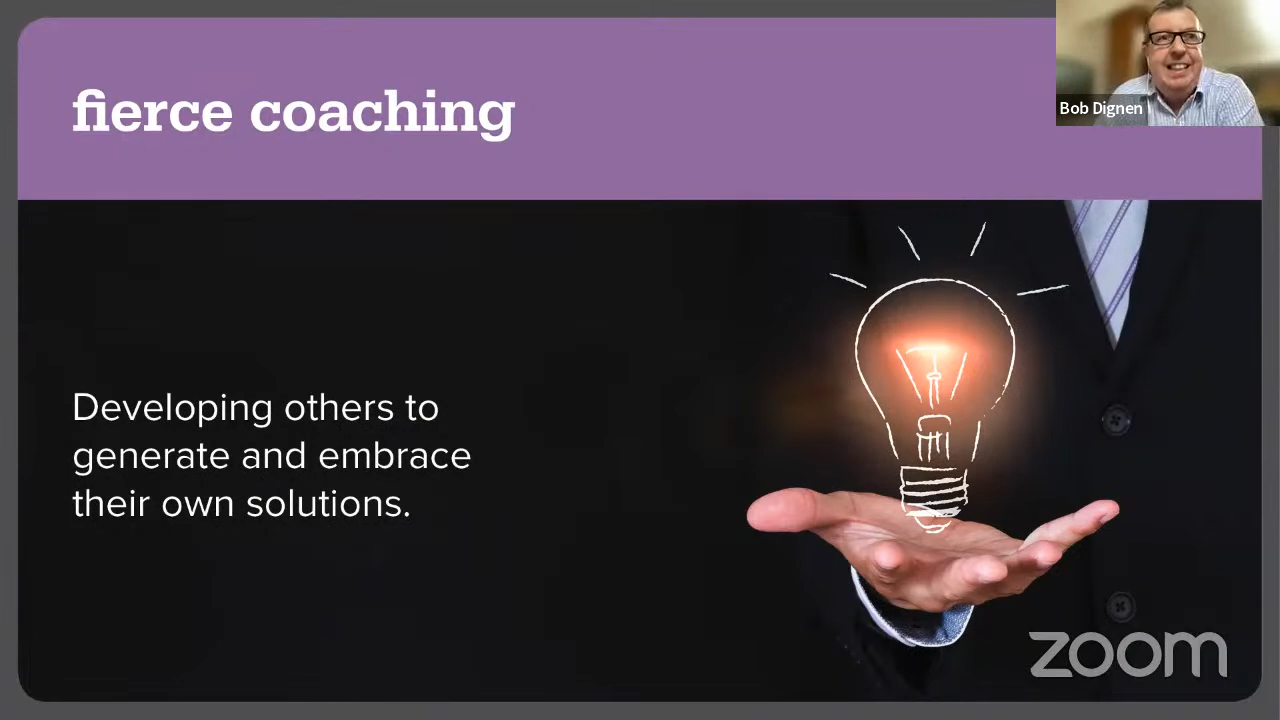 fierce coaching
Bob Dignen
Developing others to
generate and embrace
their own solutions.
zoom